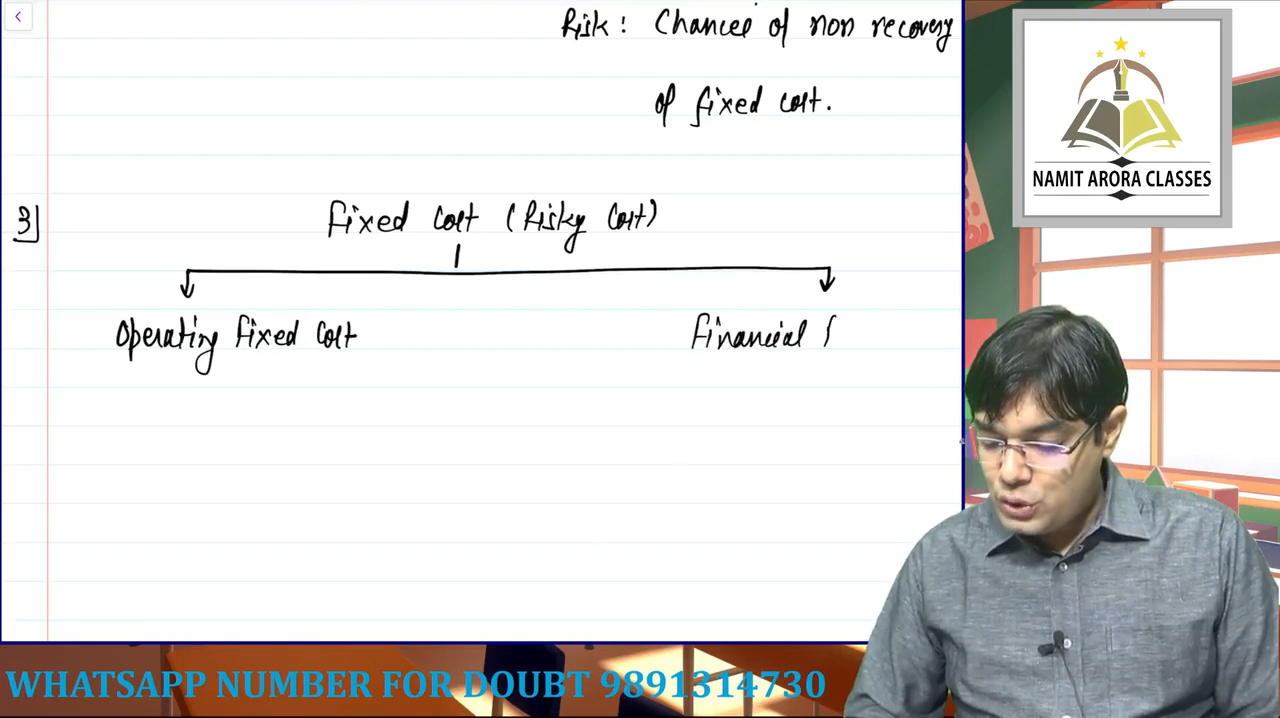 Risk: Chances of non recovery
of fixed cost.
3]
Fixed Cost (Risky Cost)
Operating Fixed Cost
Financial
NAMIT ARORA CLASSES
WHATSAPP NUMBER FOR DOUBT 9891314730